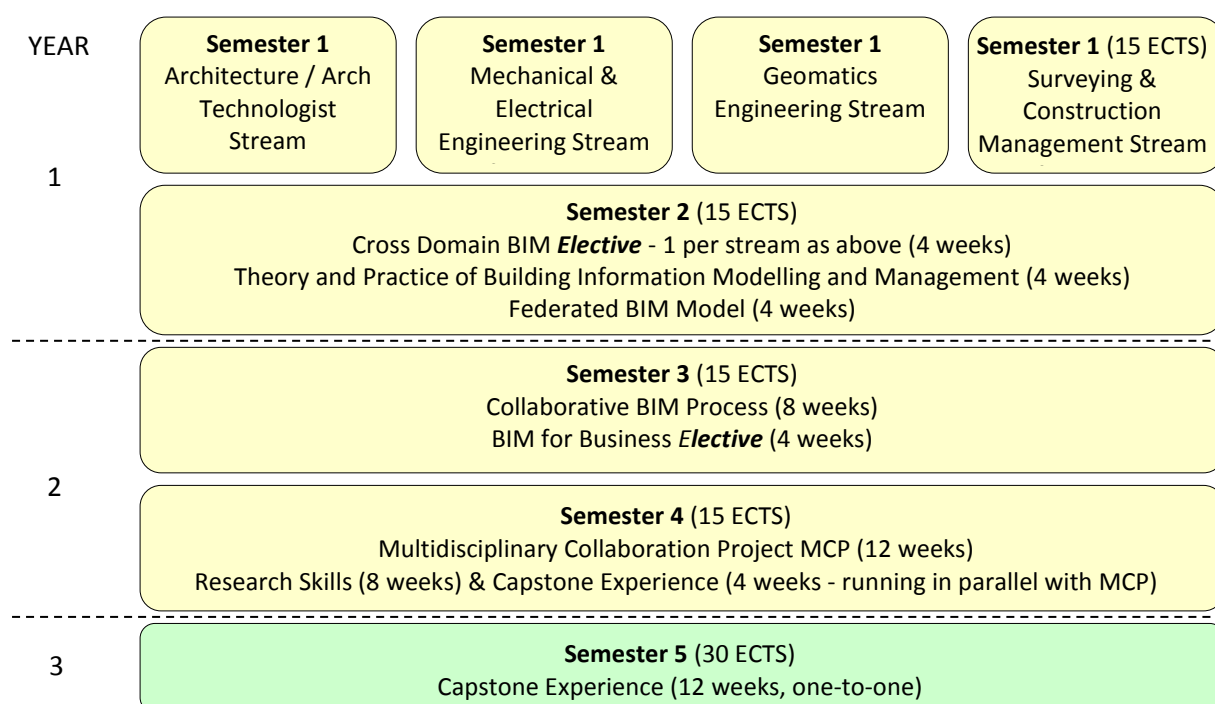 YEAR
Semester 1
Architecture / Arch
Technologist
Stream
Semester 1
Mechanical &
Electrical
Engineering Stream
Semester 1
Geomatics
Engineering Stream
Semester 1 (15 ECTS)
Surveying &
Construction
Management Stream
1
Semester 2 (15 ECTS)
Cross Domain BIM Elective - 1 per stream as above (4 weeks)
Theory and Practice of Building Information Modelling and Management (4 weeks)
Federated BIM Model (4 weeks)
Semester 3 (15 ECTS)
Collaborative BIM Process (8 weeks)
BIM for Business Elective (4 weeks)
2
Semester 4 (15 ECTS)
Multidisciplinary Collaboration Project MCP (12 weeks)
Research Skills (8 weeks) & Capstone Experience (4 weeks - running in parallel with MCP)
3
Semester 5 (30 ECTS)
Capstone Experience (12 weeks, one-to-one)